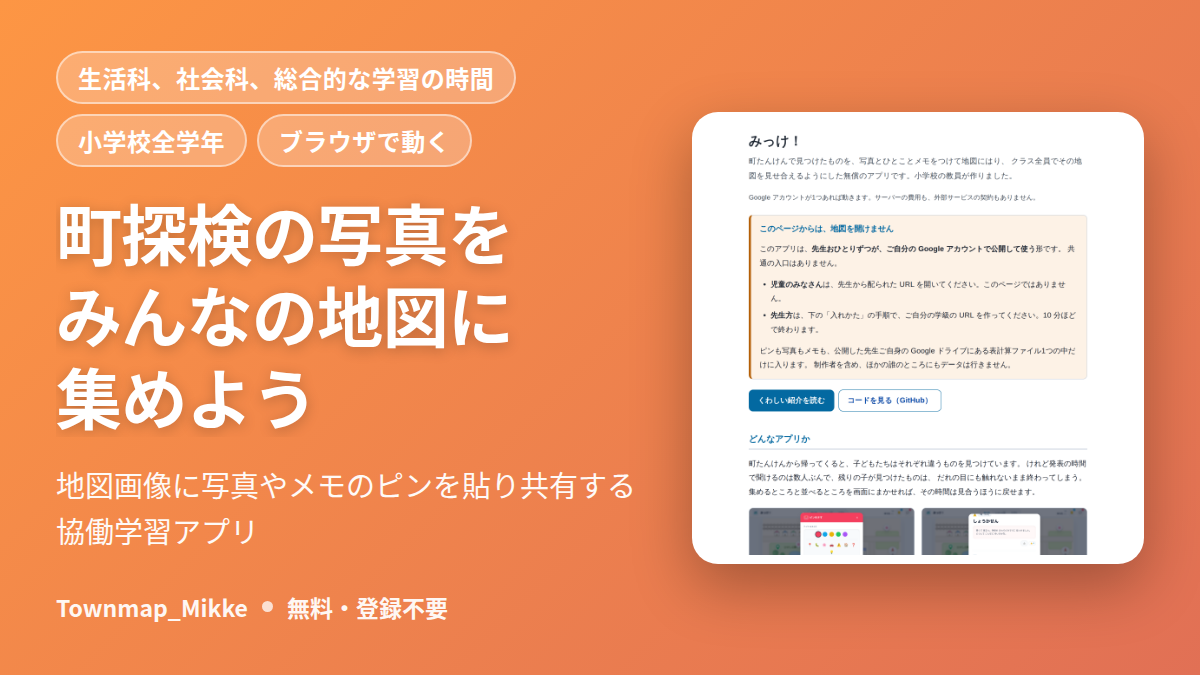 生活科、社会科、総合的な学習の時間
小学校全学年
ブラウザで動く
町探検の写真を
みんなの地図に
集めよう
地図画像に写真やメモのピンを貼り共有する
協働学習アプリ
Townmap_Mikke
無料・登録不要
みっけ！
町たんけんで見つけたものを、写真とひとことメモをつけて地図にはり、 クラス全員でその地
図を見せ合えるようにした無償のアプリです。小学校の教員が作りました。
Google アカウントが1つあれば動きます。サーバーの費用も、外部サービスの契約もありません。
このページからは、地図を開けません
このアプリは、先生おひとりずつが、ご自分の Google アカウントで公開して使う形です。 共
通の入口はありません。
• 児童のみなさんは、先生から配られた URL を開いてください。このページではありませ
ん。
• 先生方は、下の「入れかた」の手順で、ご自分の学級の URL を作ってください。10 分ほど
で終わります。
ピンも写真もメモも、公開した先生ご自身の Google ドライブにある表計算ファイル1つの中だ
けに入ります。 制作者を含め、ほかの誰のところにもデータは行きません。
くわしい紹介を読む
コードを見る（GitHub）
どんなアプリか
町たんけんから帰ってくると、子どもたちはそれぞれ違うものを見つけています。 けれど発表の時間
で聞けるのは数人ぶんで、残りの子が見つけたものは、 だれの目にも触れないまま終わってしまう。
集めるところと並べるところを画面にまかせれば、その時間は見合うほうに戻せます。
しょうかせん